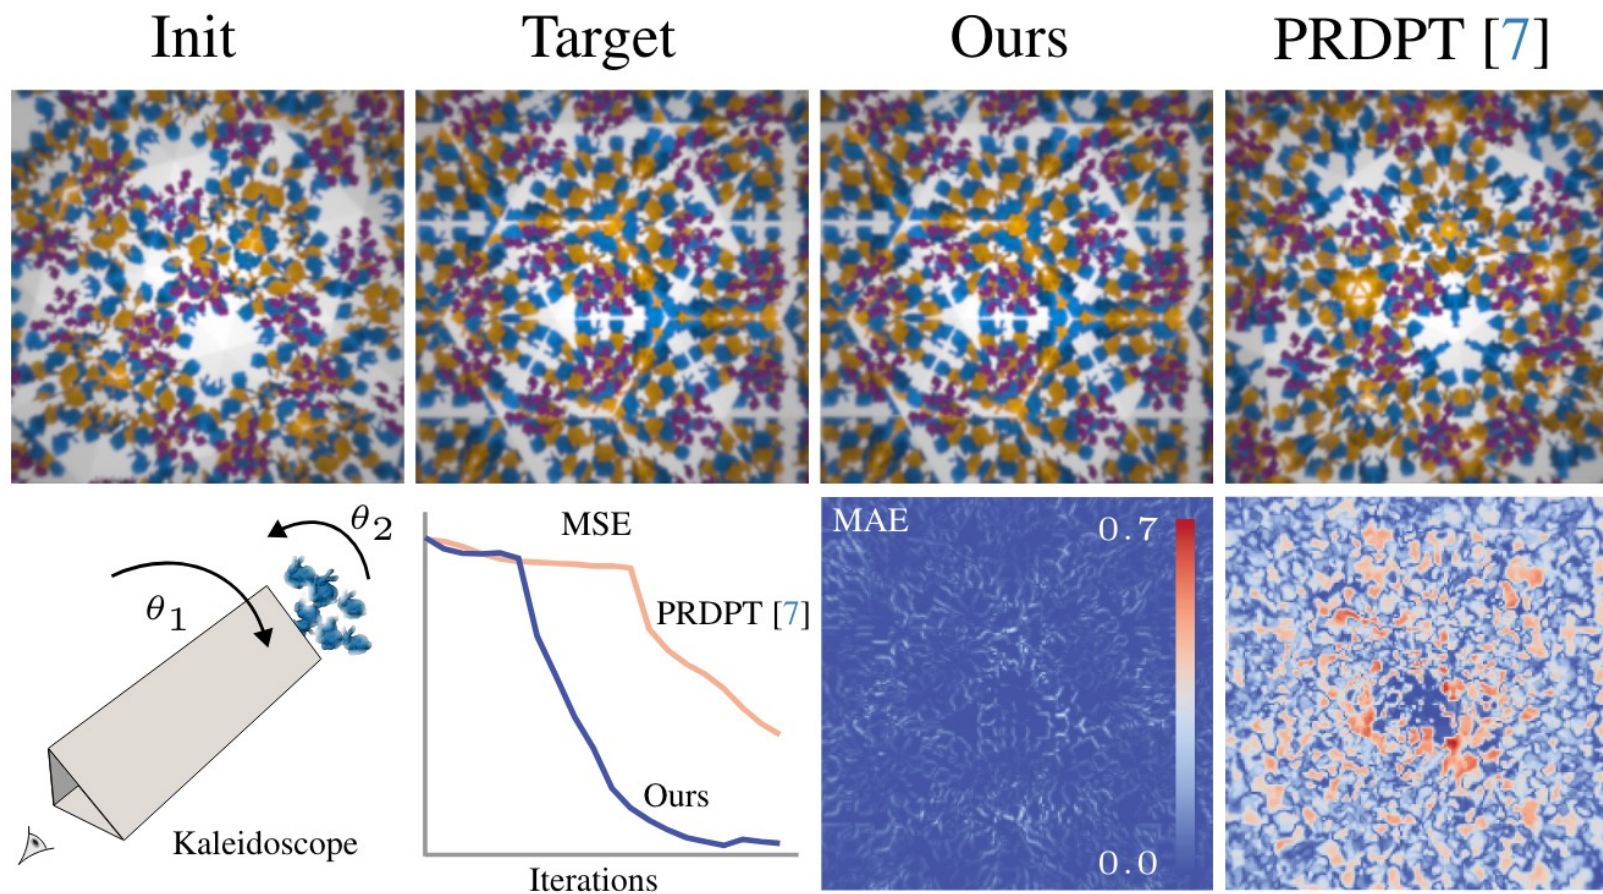 Init
Target
Ours
PRDPT [7]
θ1
θ2
Kaleidoscope
MSE
PRDPT [7]
Ours
Iterations
MAE
0.7
0.0